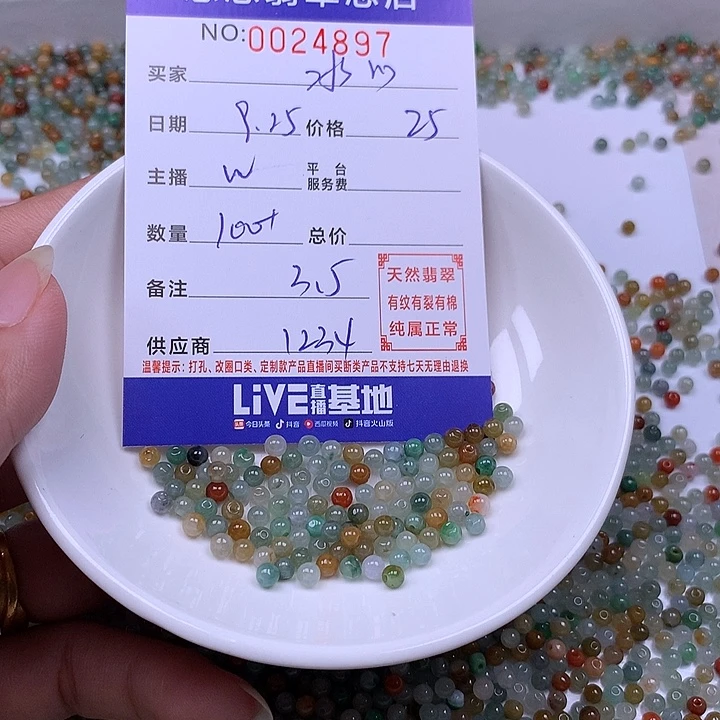 NO:0024897
买家
日期 9.25 价格 25
主播 W 平台服务费
数量 100+ 总价
备注 3.5
天然翡翠
有纹有裂有棉
纯属正常
供应商 1234
温馨提示：打孔、改圈口类、定制款产品直播间买断类产品不支持七天无理由退换
LiVE直播基地
今日头条 抖音 西瓜视频 抖音火山版